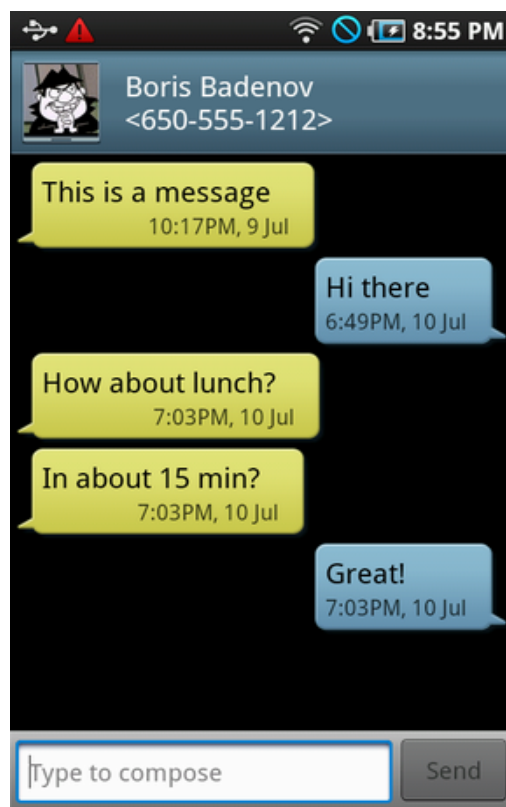 8:55 PM
Boris Badenov
<650-555-1212>
This is a message
10:17PM, 9 Jul
Hi there
6:49PM, 10 Jul
How about lunch?
7:03PM, 10 Jul
In about 15 min?
7:03PM, 10 Jul
Great!
7:03PM, 10 Jul
Type to compose
Send